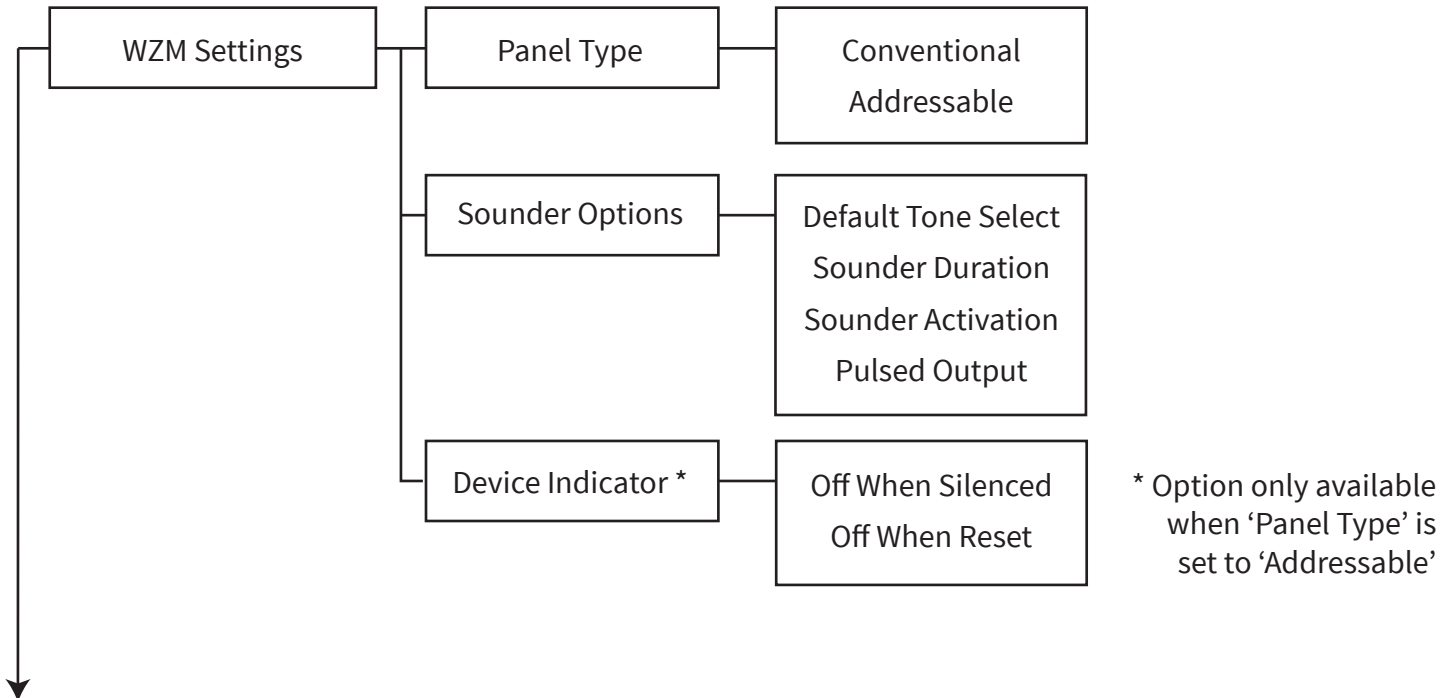 WZM Settings
Panel Type
Conventional
Addressable
Sounder Options
Default Tone Select
Sounder Duration
Sounder Activation
Pulsed Output
Device Indicator *
Off When Silenced
Off When Reset
* Option only available
when ‘Panel Type’ is
set to ‘Addressable’